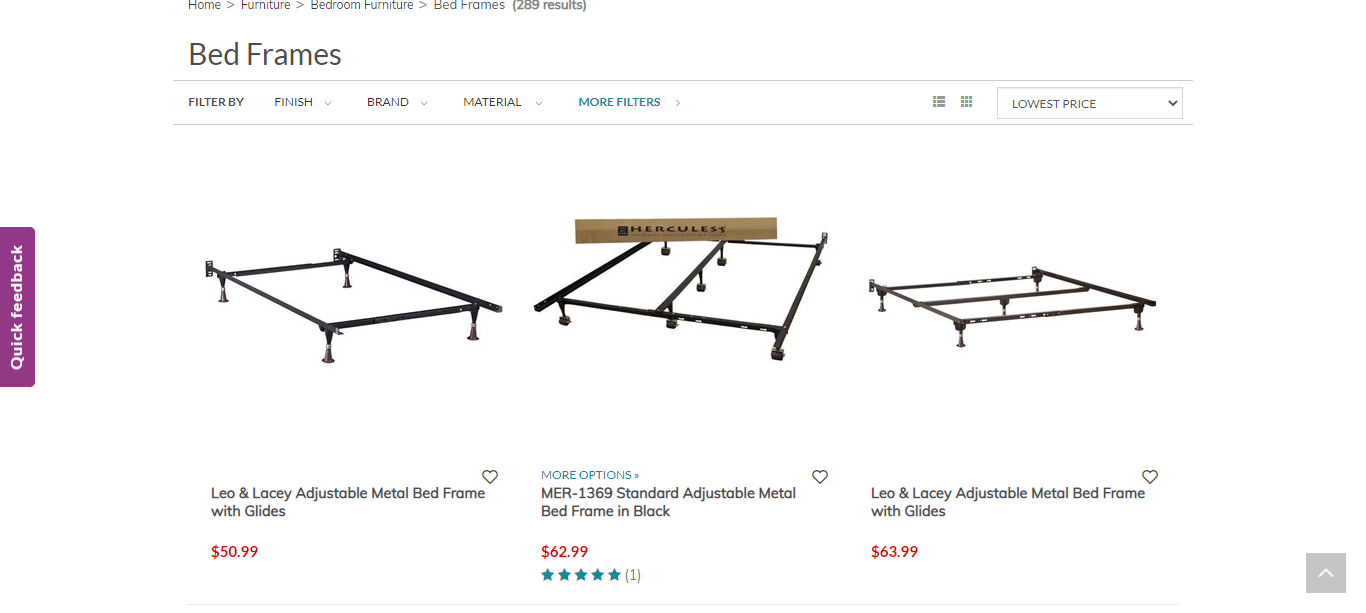 Home > Furniture > Bedroom Furniture > Bed Frames (289 results)
Bed Frames
FILTER BY FINISH BRAND MATERIAL MORE FILTERS LOWEST PRICE
Quick feedback
HERCULES
MORE OPTIONS »
Leo & Lacey Adjustable Metal Bed Frame
with Glides
$50.99
MER-1369 Standard Adjustable Metal
Bed Frame in Black
$62.99
(1)
Leo & Lacey Adjustable Metal Bed Frame
with Glides
$63.99